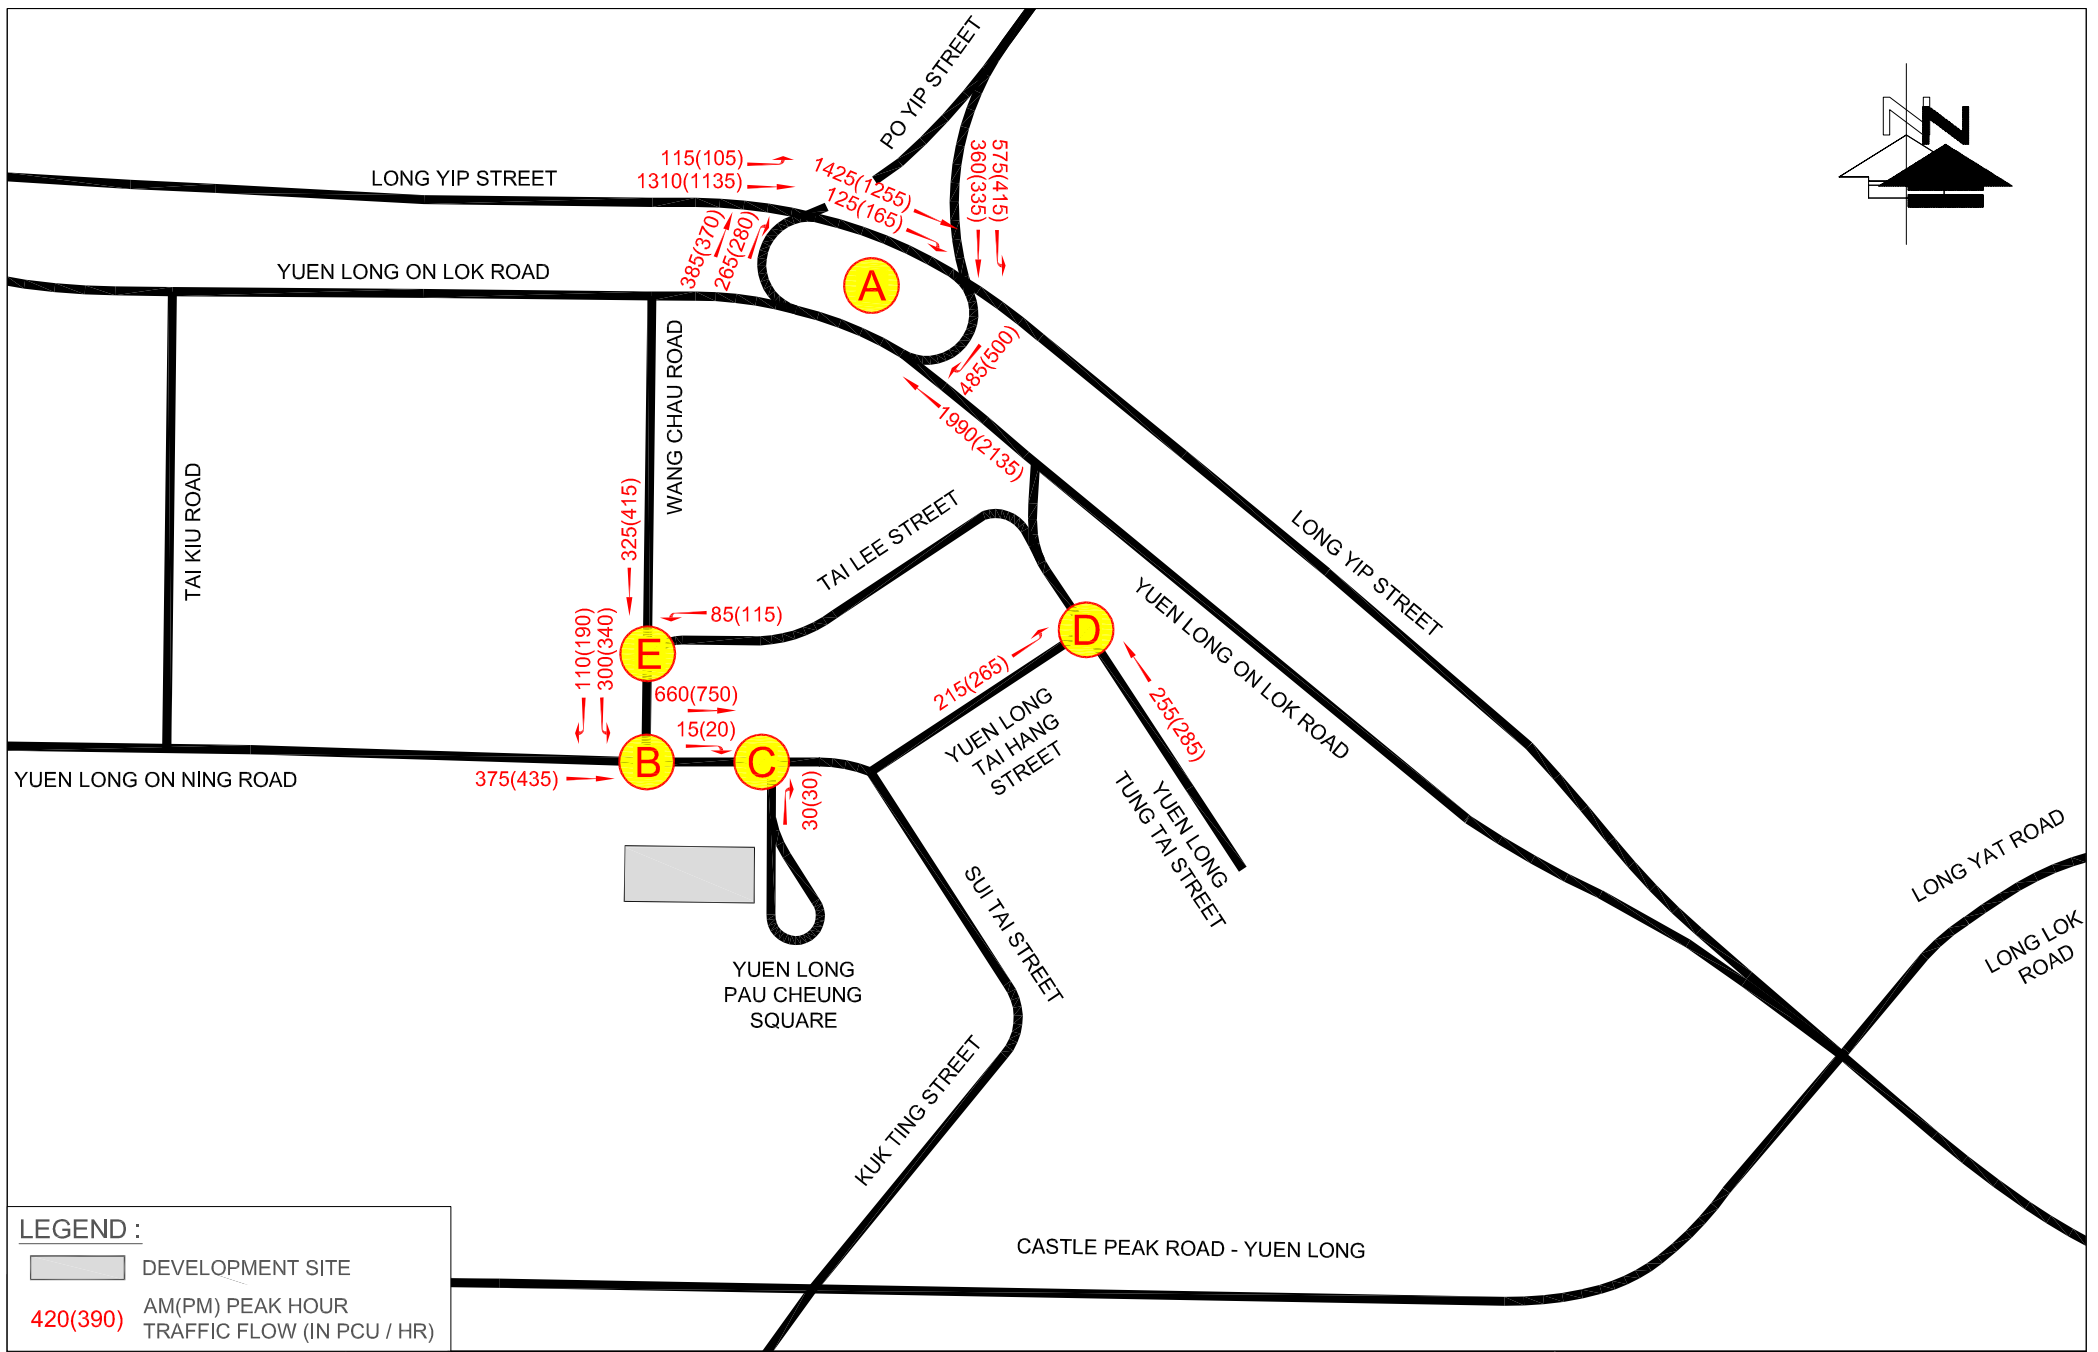 PO YIP STREET
N
N
115(105)
1310(1135)
LONG YIP STREET
1425(1255)
125(165)
575(415)
360(335)
385(370)
265(280)
YUEN LONG ON LOK ROAD
A
485(500)
1990(2135)
WANG CHAU ROAD
TAI KIU ROAD
325(415)
TAI LEE STREET
LONG YIP STREET
YUEN LONG ON LOK ROAD
85(115)
E
D
110(190)
300(340)
660(750)
15(20)
215(265)
255(285)
YUEN LONG
TAI HANG
STREET
B
C
375(435)
30(30)
YUEN LONG ON NING ROAD
YUEN LONG
TUNG TAI STREET
SUI TAI STREET
LONG YAT ROAD
LONG LOK
ROAD
YUEN LONG
PAU CHEUNG
SQUARE
KUK TING STREET
CASTLE PEAK ROAD - YUEN LONG
LEGEND :
DEVELOPMENT SITE
420(390)
AM(PM) PEAK HOUR
TRAFFIC FLOW (IN PCU / HR)